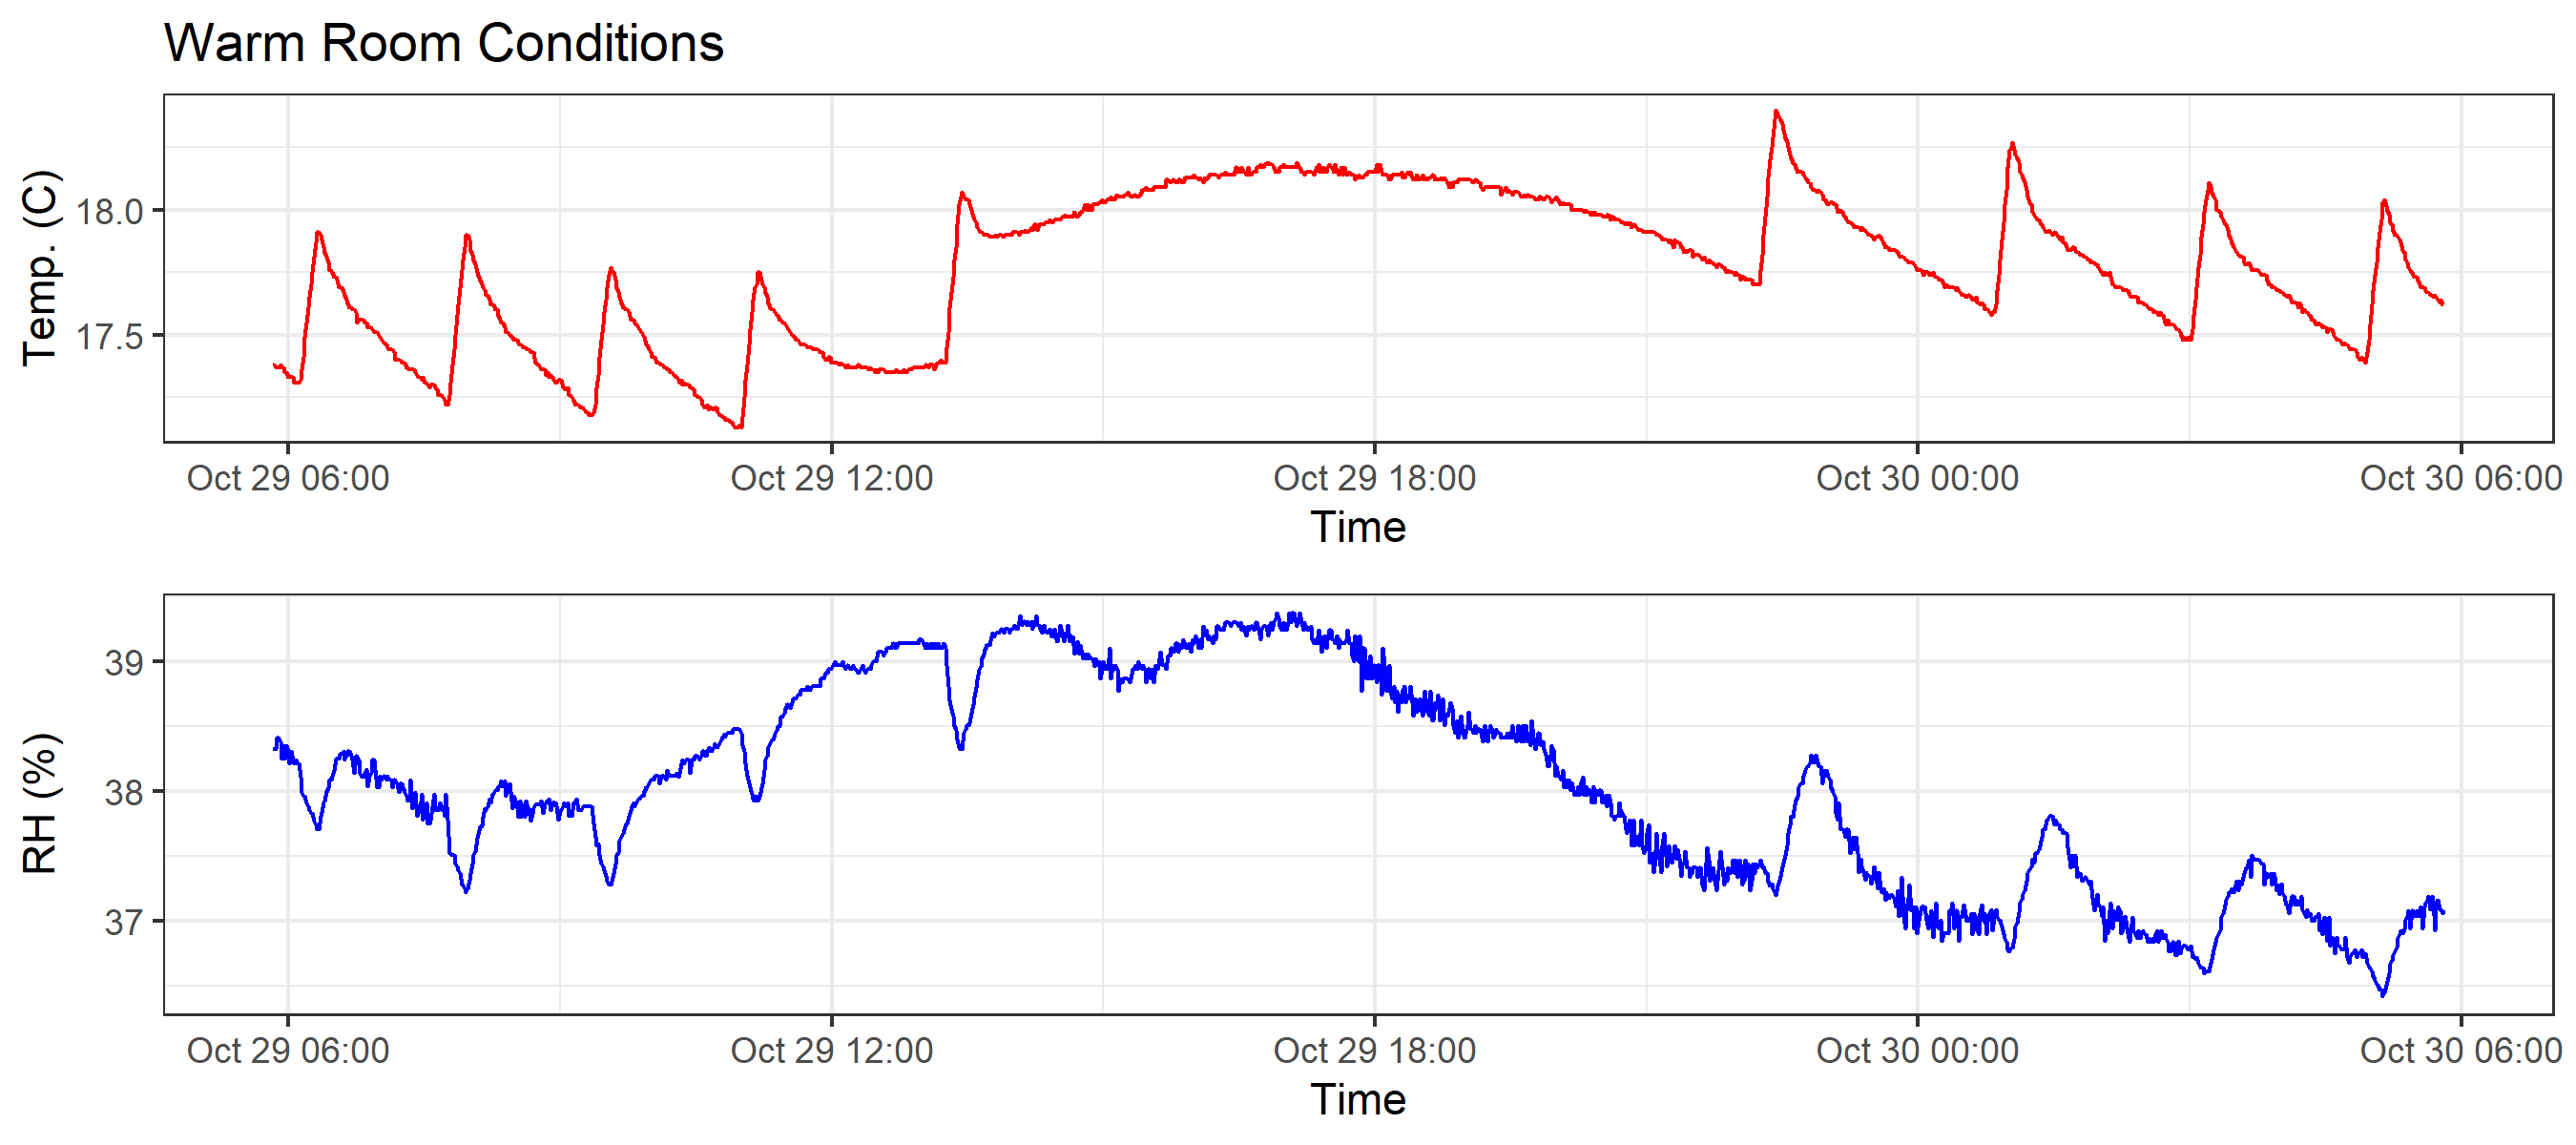 Warm Room Conditions
Temp. (C)
18.0
17.5
Oct 29 06:00 Oct 29 12:00 Oct 29 18:00 Oct 30 00:00 Oct 30 06:00
Time
RH (%)
39
38
37
Oct 29 06:00 Oct 29 12:00 Oct 29 18:00 Oct 30 00:00 Oct 30 06:00
Time